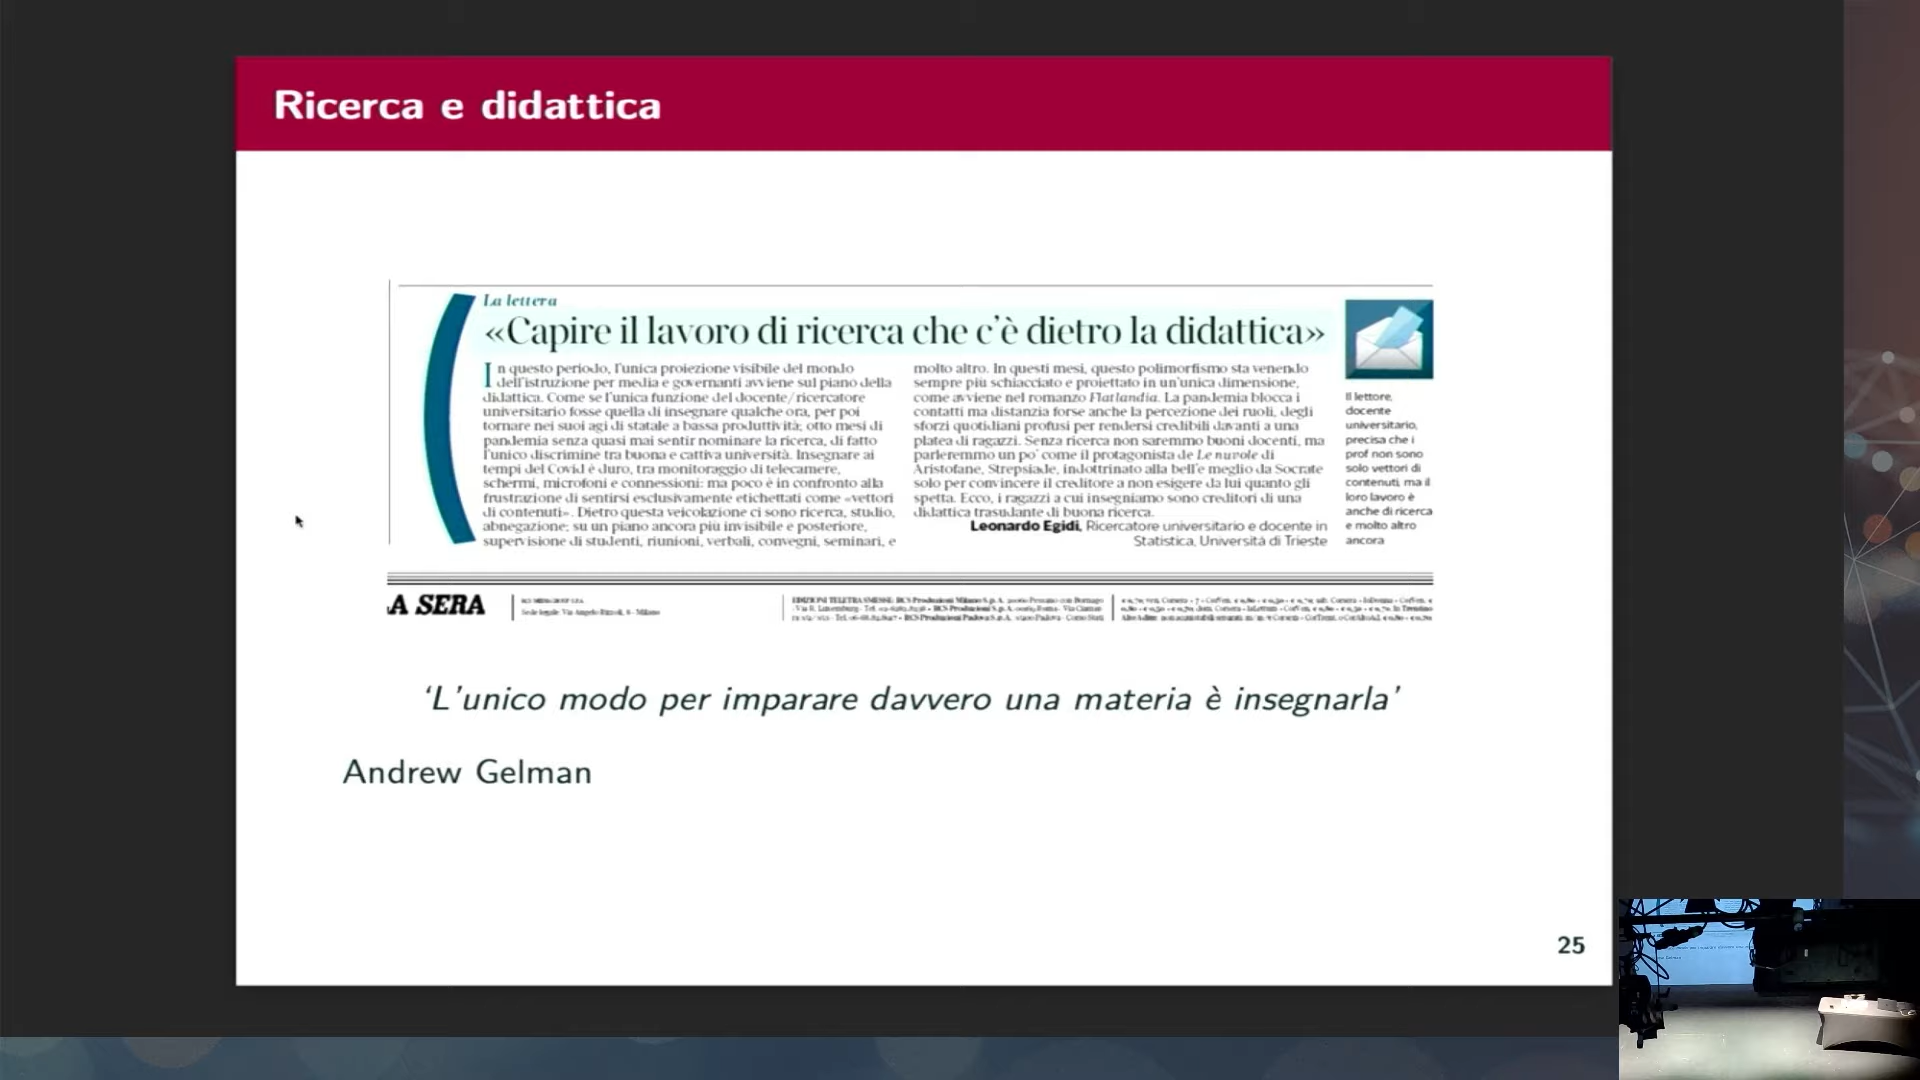 Ricerca e didattica
La lettera
«Capire il lavoro di ricerca che c'è dietro la didattica»
In questo periodo, l'unica proiezione visibile del mondo
dell'istruzione per media e governanti avviene sul piano della
didattica. Come se l'unica funzione del docente/ricercatore
universitario fosse quella di insegnare qualche ora, per poi
tornare nei suoi agi di statale a bassa produttività; otto mesi di
pandemia senza quasi mai sentir nominare la ricerca, di fatto
l'unico discrimine tra buona e cattiva università. Insegnare ai
tempi del Covid è duro, tra monitoraggio di telecamere,
schermi, microfoni e connessioni: ma poco è in confronto alla
frustrazione di sentirsi esclusivamente etichettati come «vettori
di contenuti». Dietro questa veicolazione ci sono ricerca, studio,
abnegazione; su un piano ancora più invisibile e posteriore,
supervisione di studenti, riunioni, verbali, convegni, seminari, e
molto altro. In questi mesi, questo polimorfismo sta venendo
sempre più schiacciato e proiettato in un'unica dimensione,
come avviene nel romanzo Flatlandia. La pandemia blocca i
contatti ma distanzia forse anche la percezione dei ruoli, degli
sforzi quotidiani profusi per rendersi credibili davanti a una
platea di ragazzi. Senza ricerca non saremmo buoni docenti, ma
parleremmo un po' come il protagonista de Le nuvole di
Aristofane, Strepsiade, indottrinato alla bell'e meglio da Socrate
solo per convincere il creditore a non esigere da lui quanto gli
spetta. Ecco, i ragazzi a cui insegniamo sono creditori di una
didattica trasudante di buona ricerca.
Leonardo Egidi, Ricercatore universitario e docente in
Statistica, Università di Trieste
Il lettore,
docente
universitario,
precisa che i
prof non sono
solo vettori di
contenuti, ma il
loro lavoro è
anche di ricerca
e molto altro
ancora
A SERA
Sede legale: Via Angelo Rizzoli, 8 - Milano
'L'unico modo per imparare davvero una materia è insegnarla'
Andrew Gelman
25